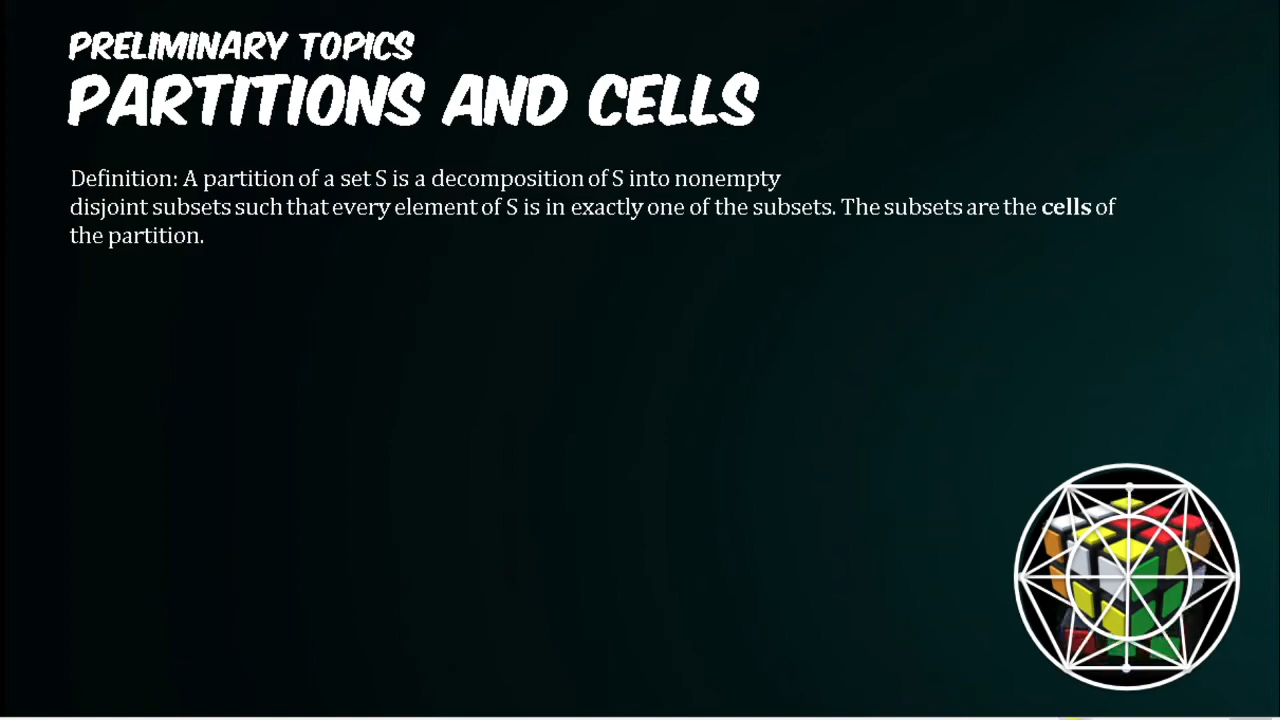 PRELIMINARY TOPICS
PARTITIONS AND CELLS
Definition: A partition of a set S is a decomposition of S into nonempty
disjoint subsets such that every element of S is in exactly one of the subsets. The subsets are the cells of
the partition.